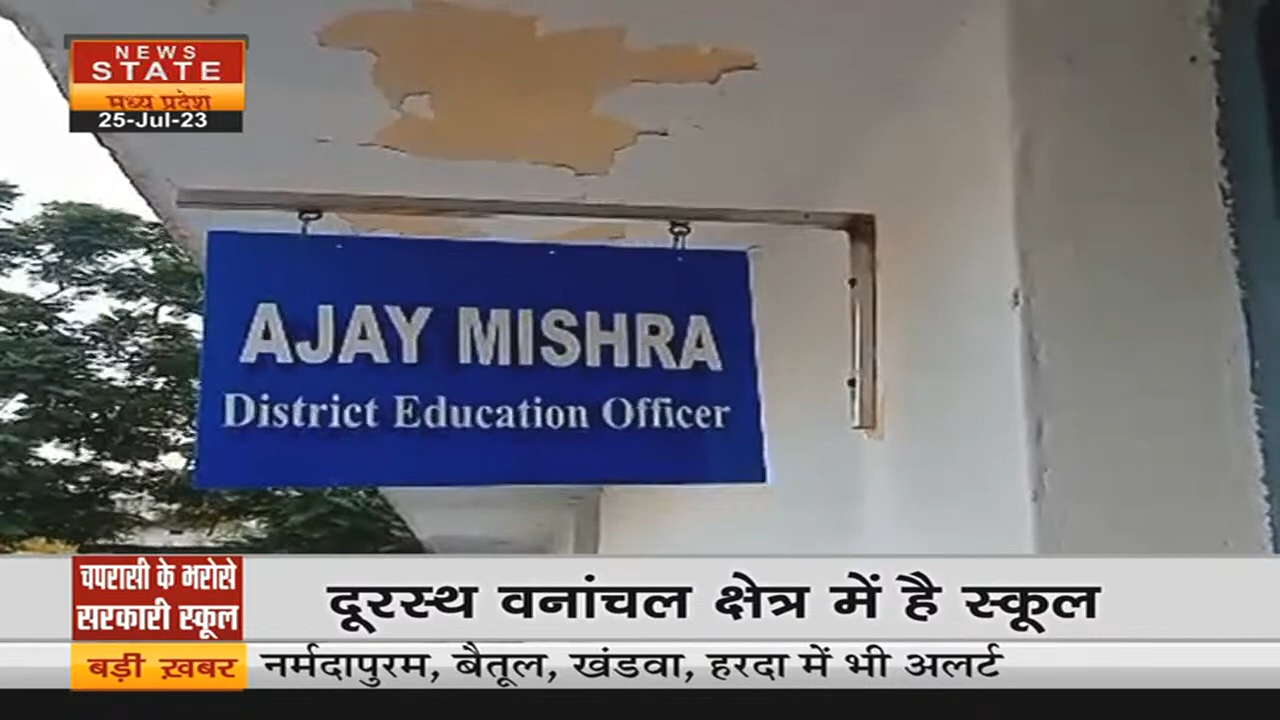 NEWS
STATE
मध्य प्रदेश
25-Jul-23
AJAY MISHRA
District Education Officer
चपरासी के भरोसे
सरकारी स्कूल
दूरस्थ वनांचल क्षेत्र में है स्कूल
बड़ी ख़बर
नर्मदापुरम, बैतूल, खंडवा, हरदा में भी अलर्ट